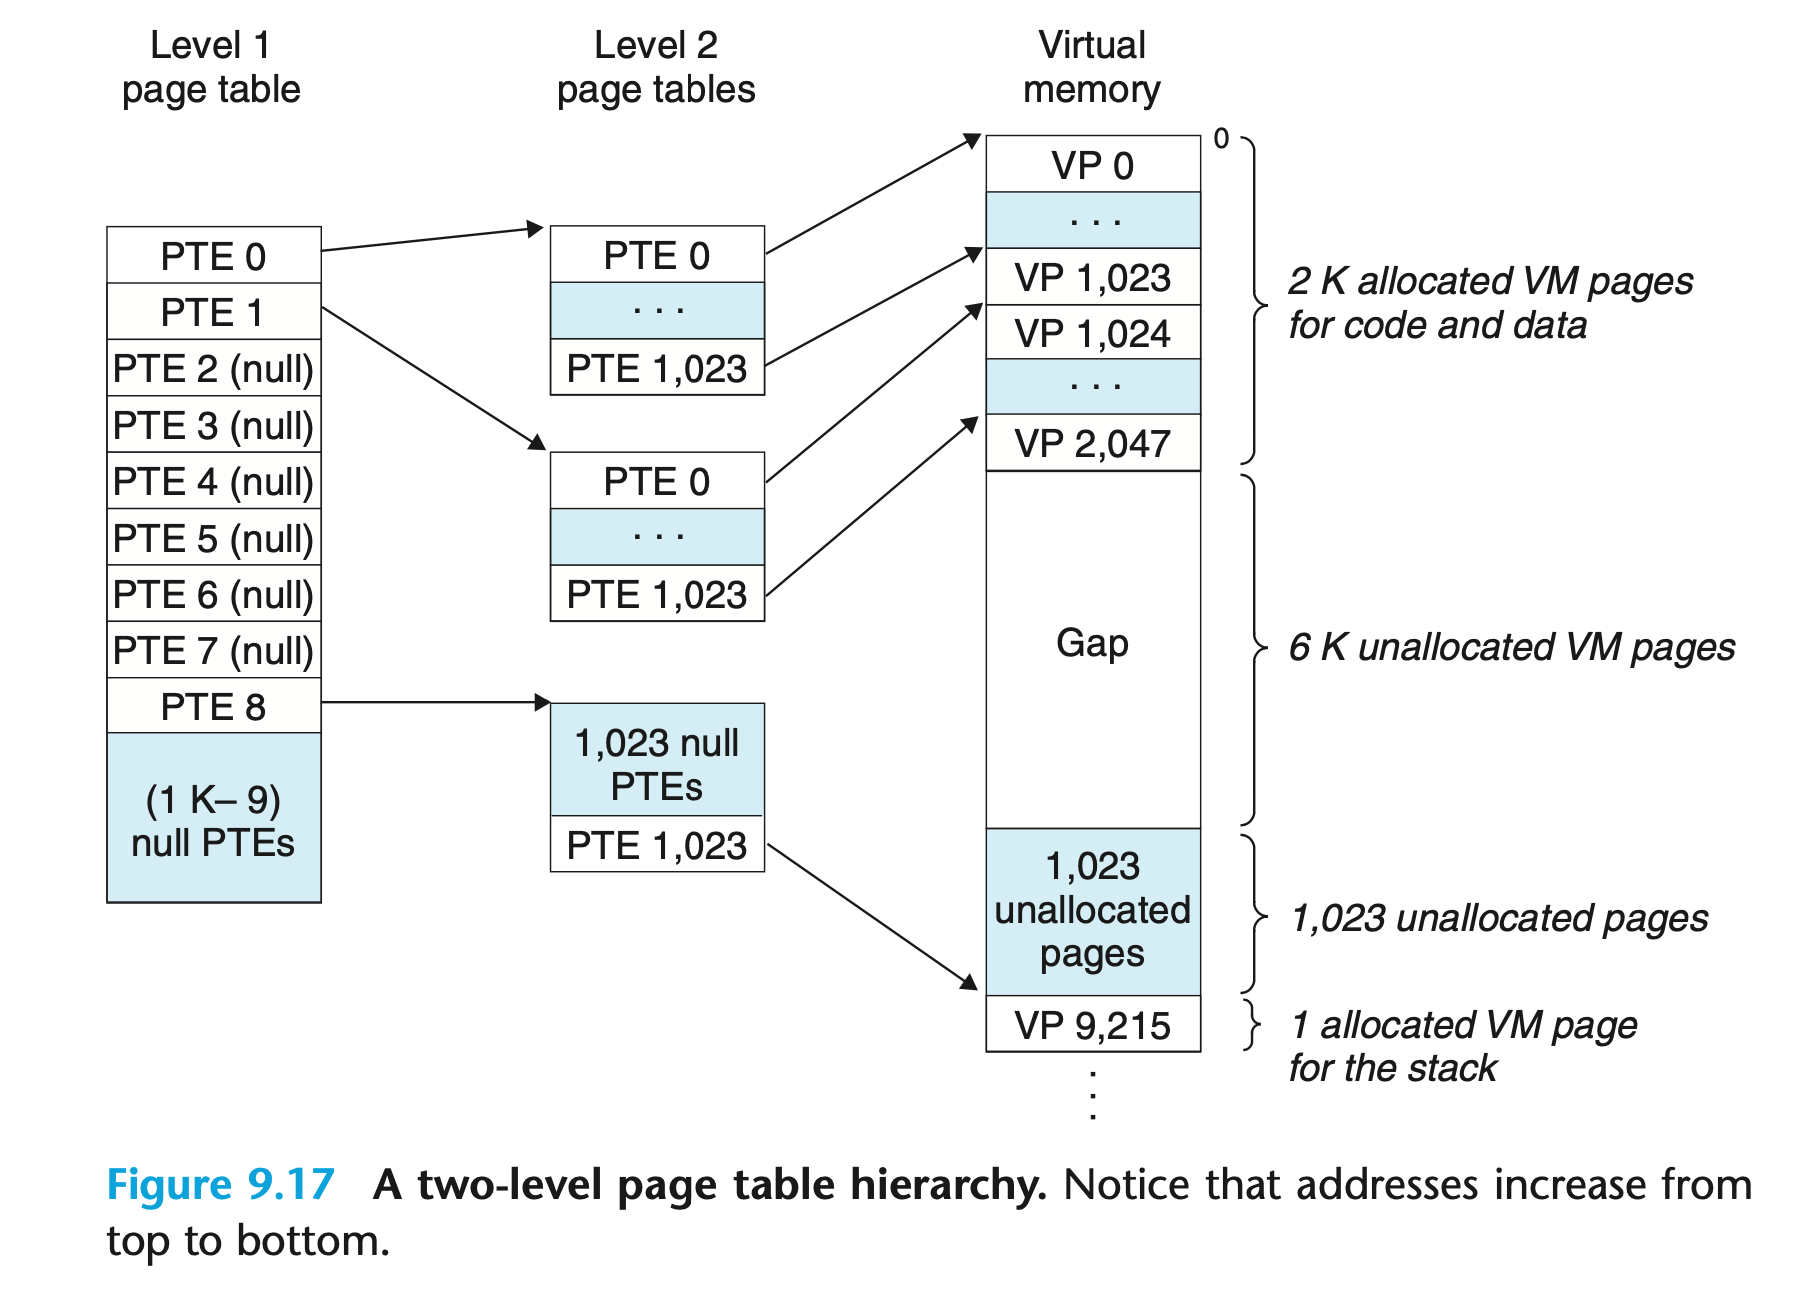 Level 1
page table
Level 2
page tables
Virtual
memory
PTE 0
PTE 1
PTE 2 (null)
PTE 3 (null)
PTE 4 (null)
PTE 5 (null)
PTE 6 (null)
PTE 7 (null)
PTE 8
(1 K– 9)
null PTEs
PTE 0
. . .
PTE 1,023
PTE 0
. . .
PTE 1,023
1,023 null
PTEs
PTE 1,023
0
VP 0
. . .
VP 1,023
VP 1,024
. . .
VP 2,047
Gap
1,023
unallocated
pages
VP 9,215
2 K allocated VM pages
for code and data
6 K unallocated VM pages
1,023 unallocated pages
1 allocated VM page
for the stack
Figure 9.17 A two-level page table hierarchy. Notice that addresses increase from
top to bottom.